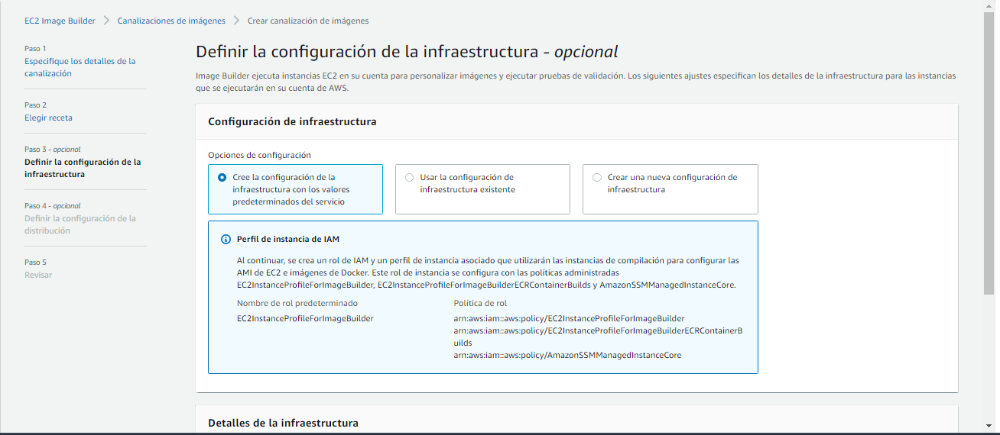 EC2 Image Builder > Canalizaciones de imágenes > Crear canalización de imágenes
Paso 1
Especifique los detalles de la
canalización
Paso 2
Elegir receta
Paso 3 - opcional
Definir la configuración de la
infraestructura
Paso 4 - opcional
Definir la configuración de la
distribución
Paso 5
Revisar
Definir la configuración de la infraestructura - opcional
Image Builder ejecuta instancias EC2 en su cuenta para personalizar imágenes y ejecutar pruebas de validación. Los siguientes ajustes especifican los detalles de la infraestructura para las instancias
que se ejecutarán en su cuenta de AWS.
Configuración de infraestructura
Opciones de configuración
Cree la configuración de la
infraestructura con los valores
predeterminados del servicio
Usar la configuración de
infraestructura existente
Crear una nueva configuración de
infraestructura
Perfil de instancia de IAM
Al continuar, se crea un rol de IAM y un perfil de instancia asociado que utilizarán las instancias de compilación para configurar las
AMI de EC2 e imágenes de Docker. Este rol de instancia se configura con las políticas administradas
EC2InstanceProfileForImageBuilder, EC2InstanceProfileForImageBuilderECRContainerBuilds y AmazonSSMManagedInstanceCore.
Nombre de rol predeterminado
EC2InstanceProfileForImageBuilder
Política de rol
arn:aws:iam::aws:policy/EC2InstanceProfileForImageBuilder
arn:aws:iam::aws:policy/EC2InstanceProfileForImageBuilderECRContainerB
uilds
arn:aws:iam::aws:policy/AmazonSSMManagedInstanceCore
Detalles de la infraestructura